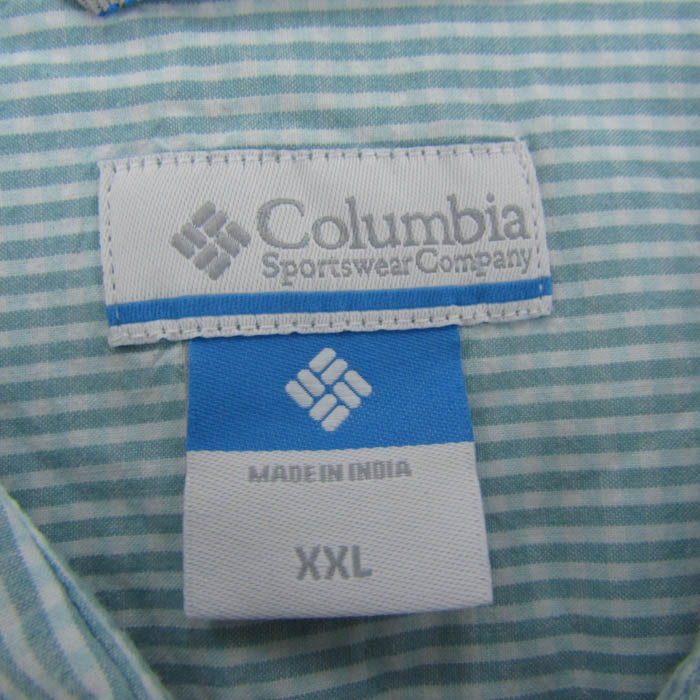 Columbia
Sportswear Company
MADE IN INDIA
XXL